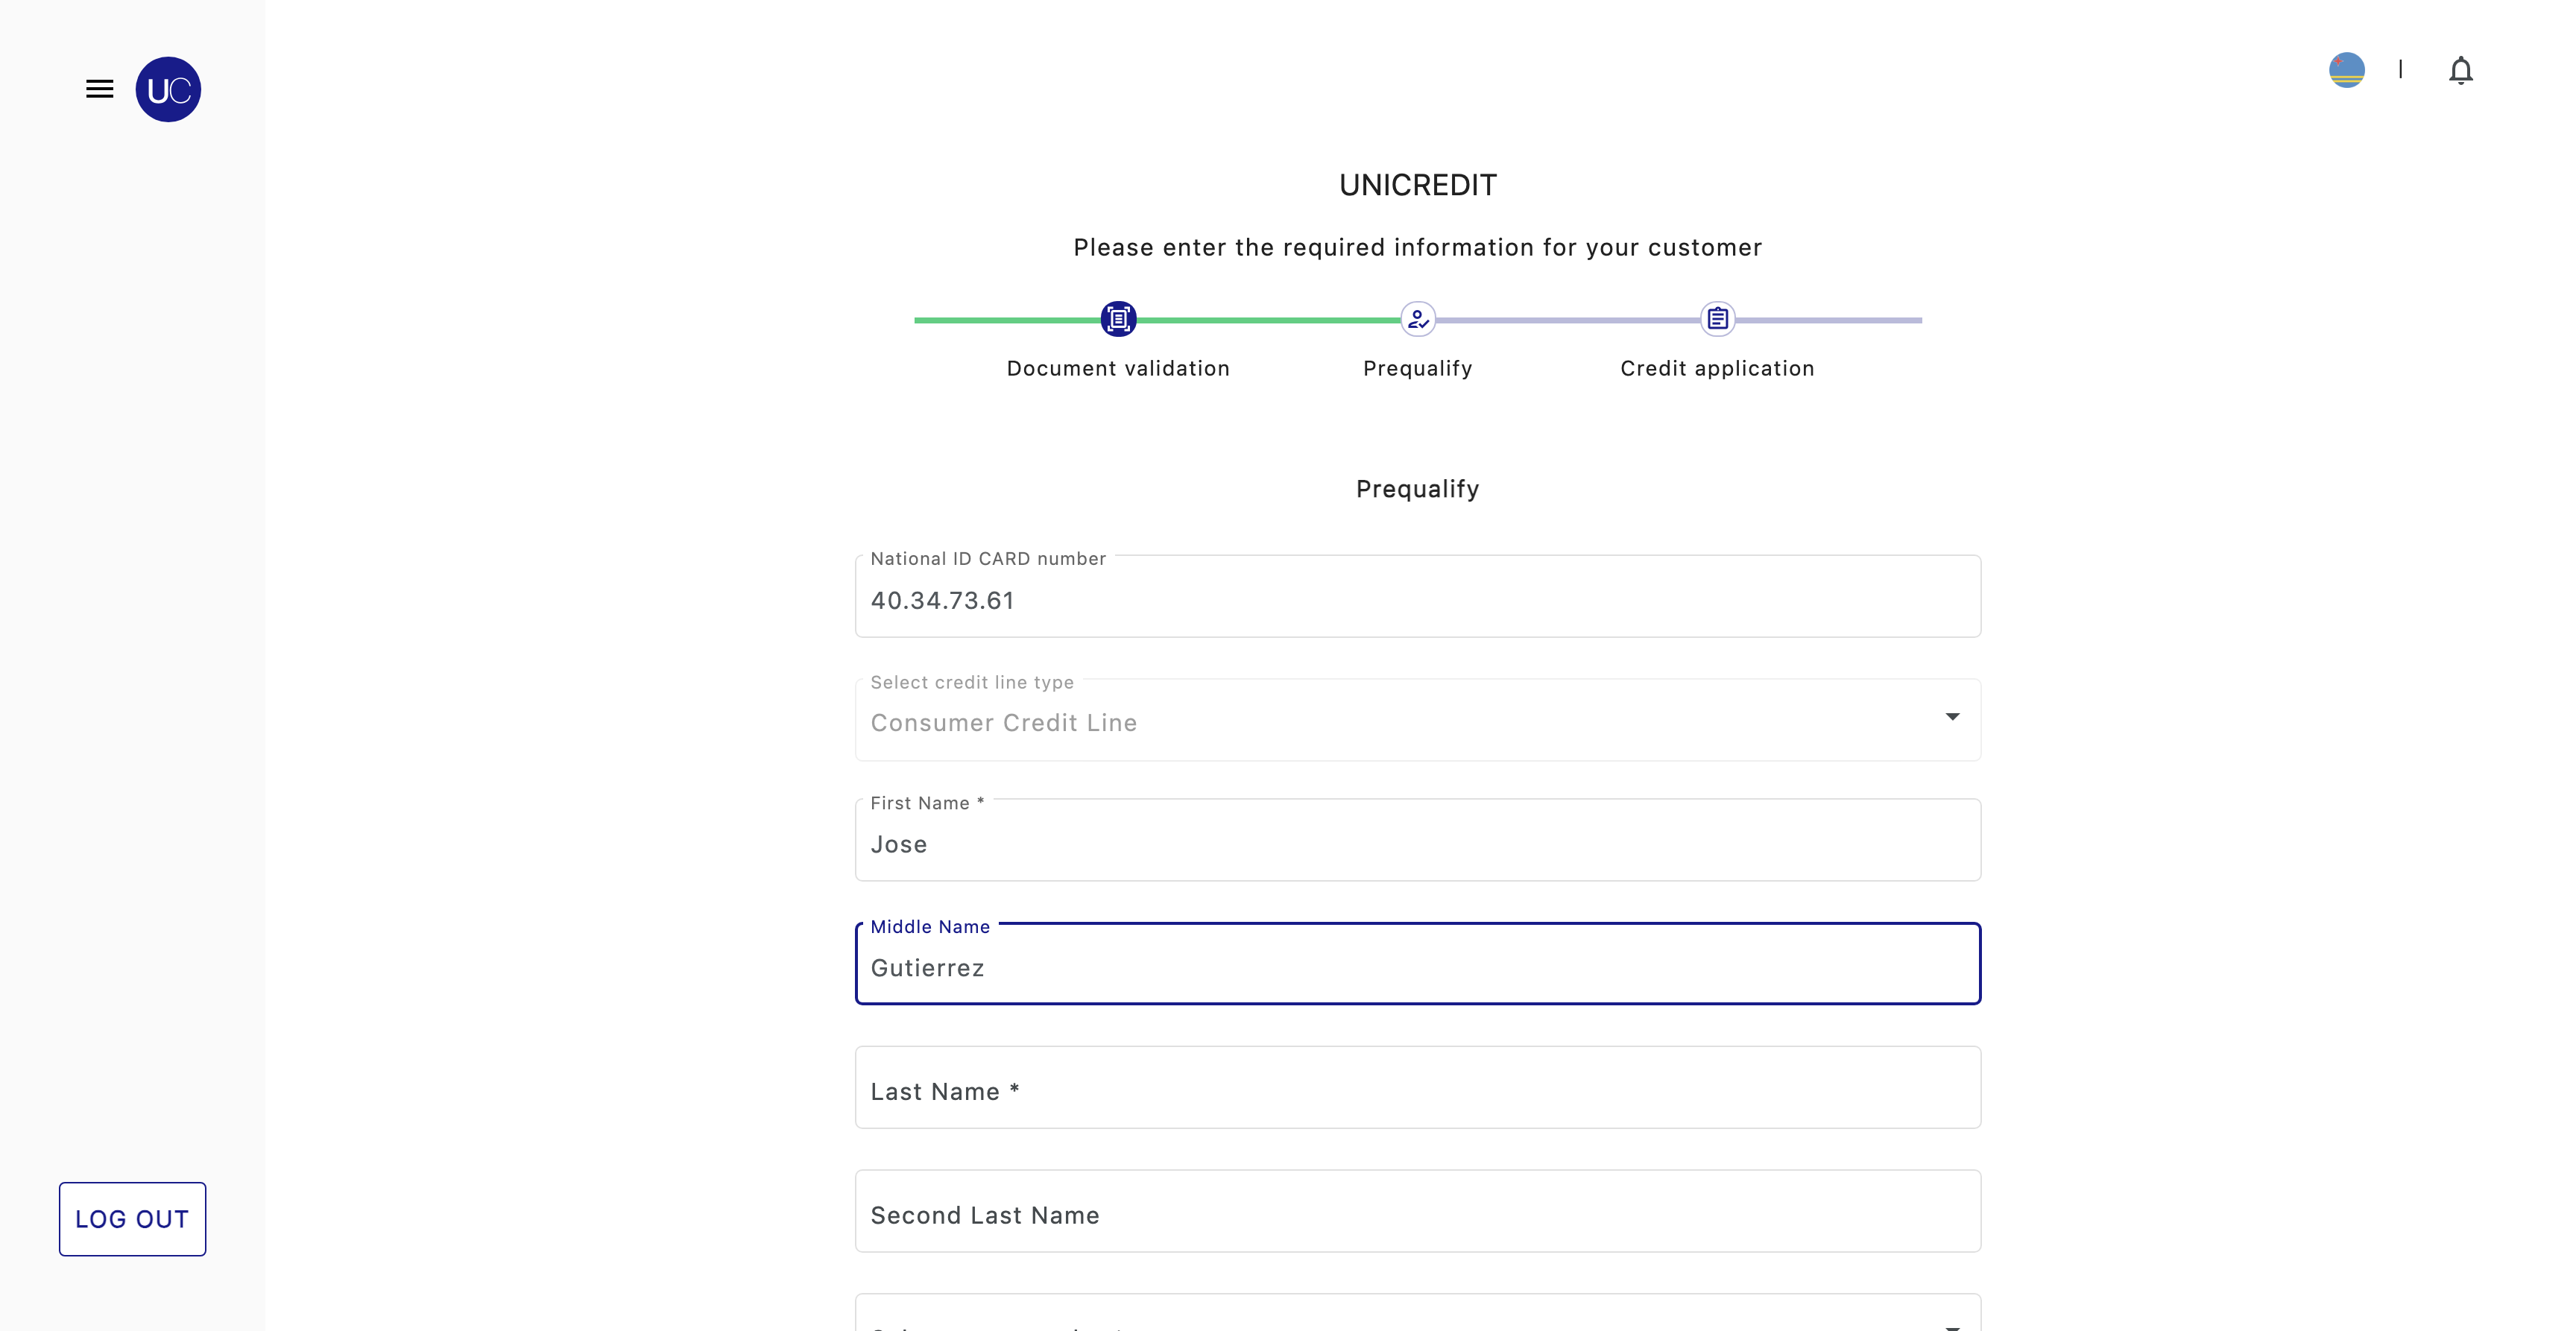 UC
UNICREDIT
Please enter the required information for your customer
Document validation
Prequalify
Credit application
Prequalify
National ID CARD number
40.34.73.61
Select credit line type
Consumer Credit Line
First Name *
Jose
Middle Name
Gutierrez
Last Name *
Second Last Name
LOG OUT